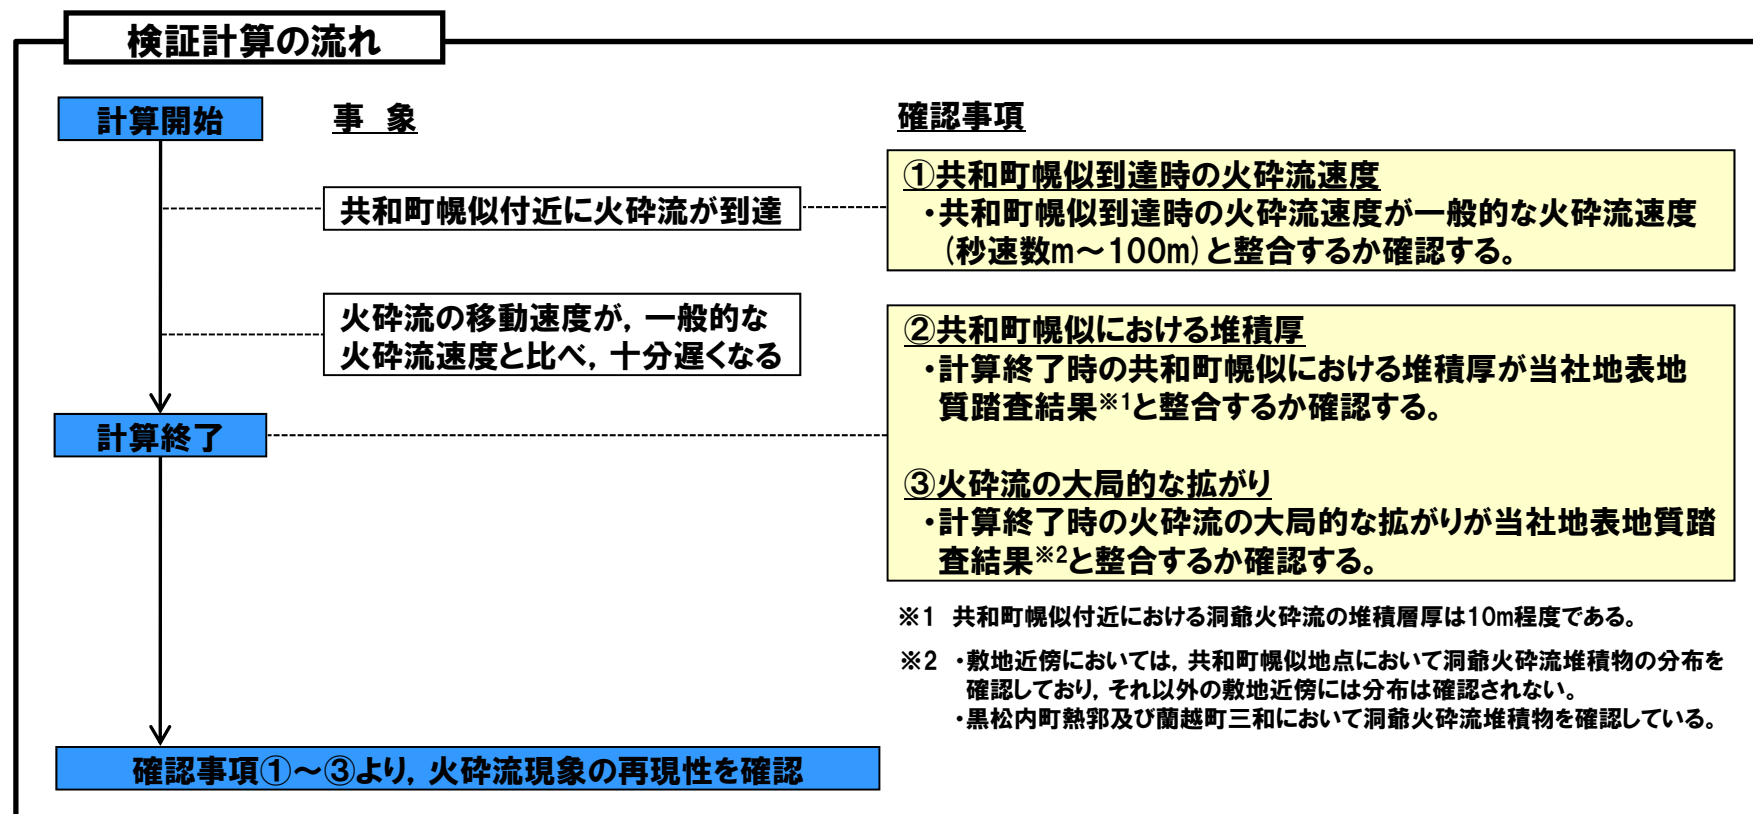 検証計算の流れ
計算開始
事 象
確認事項
①共和町幌似到達時の火砕流速度
・共和町幌似到達時の火砕流速度が一般的な火砕流速度
(秒速数m～100m)と整合するか確認する。
共和町幌似付近に火砕流が到達
火砕流の移動速度が，一般的な
火砕流速度と比べ，十分遅くなる
②共和町幌似における堆積厚
・計算終了時の共和町幌似における堆積厚が当社地表地
質踏査結果※1と整合するか確認する。
計算終了
③火砕流の大局的な拡がり
・計算終了時の火砕流の大局的な拡がりが当社地表地質踏
査結果※2と整合するか確認する。
※1 共和町幌似付近における洞爺火砕流の堆積層厚は10m程度である。
※2 ・敷地近傍においては，共和町幌似地点において洞爺火砕流堆積物の分布を
確認しており，それ以外の敷地近傍には分布は確認されない。
・黒松内町熱郛及び蘭越町三和において洞爺火砕流堆積物を確認している。
確認事項①～③より，火砕流現象の再現性を確認